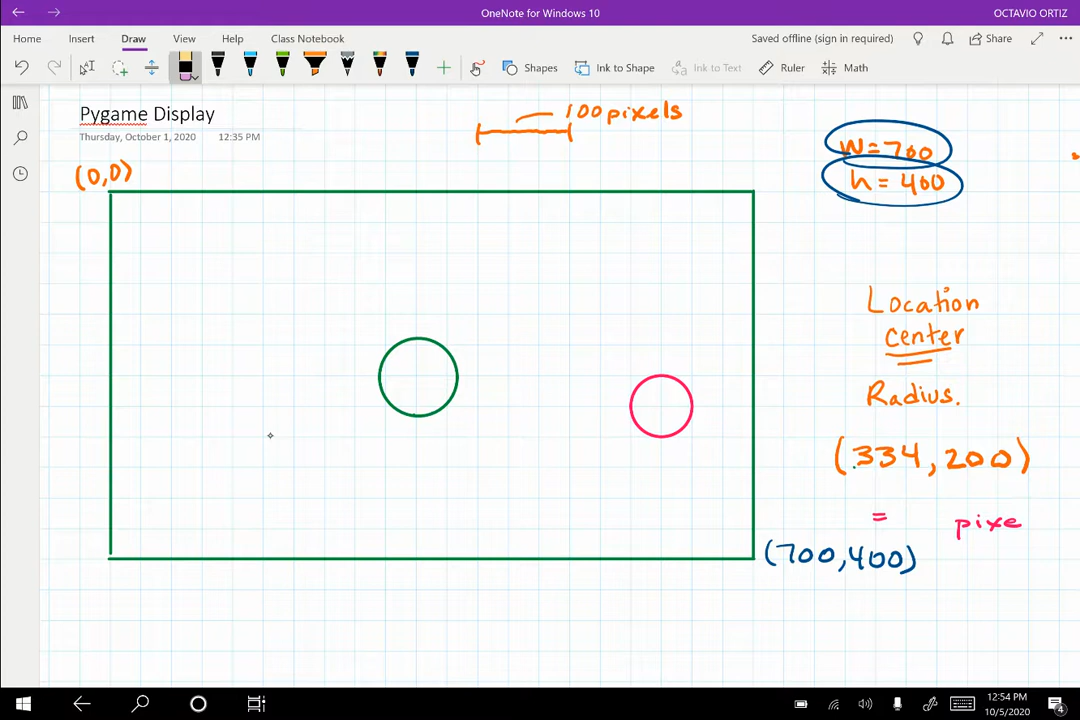 OneNote for Windows 10
OCTAVIO ORTIZ
Home Insert Draw View Help Class Notebook
Saved offline (sign in required) Share
Shapes Ink to Shape Ink to Text Ruler Math
Pygame Display
Thursday, October 1, 2020 12:35 PM
100 pixels
W = 700
h = 400
(0,0)
Location
center
Radius.
(334, 200)
= pixe
(700,400)
12:54 PM
10/5/2020
4